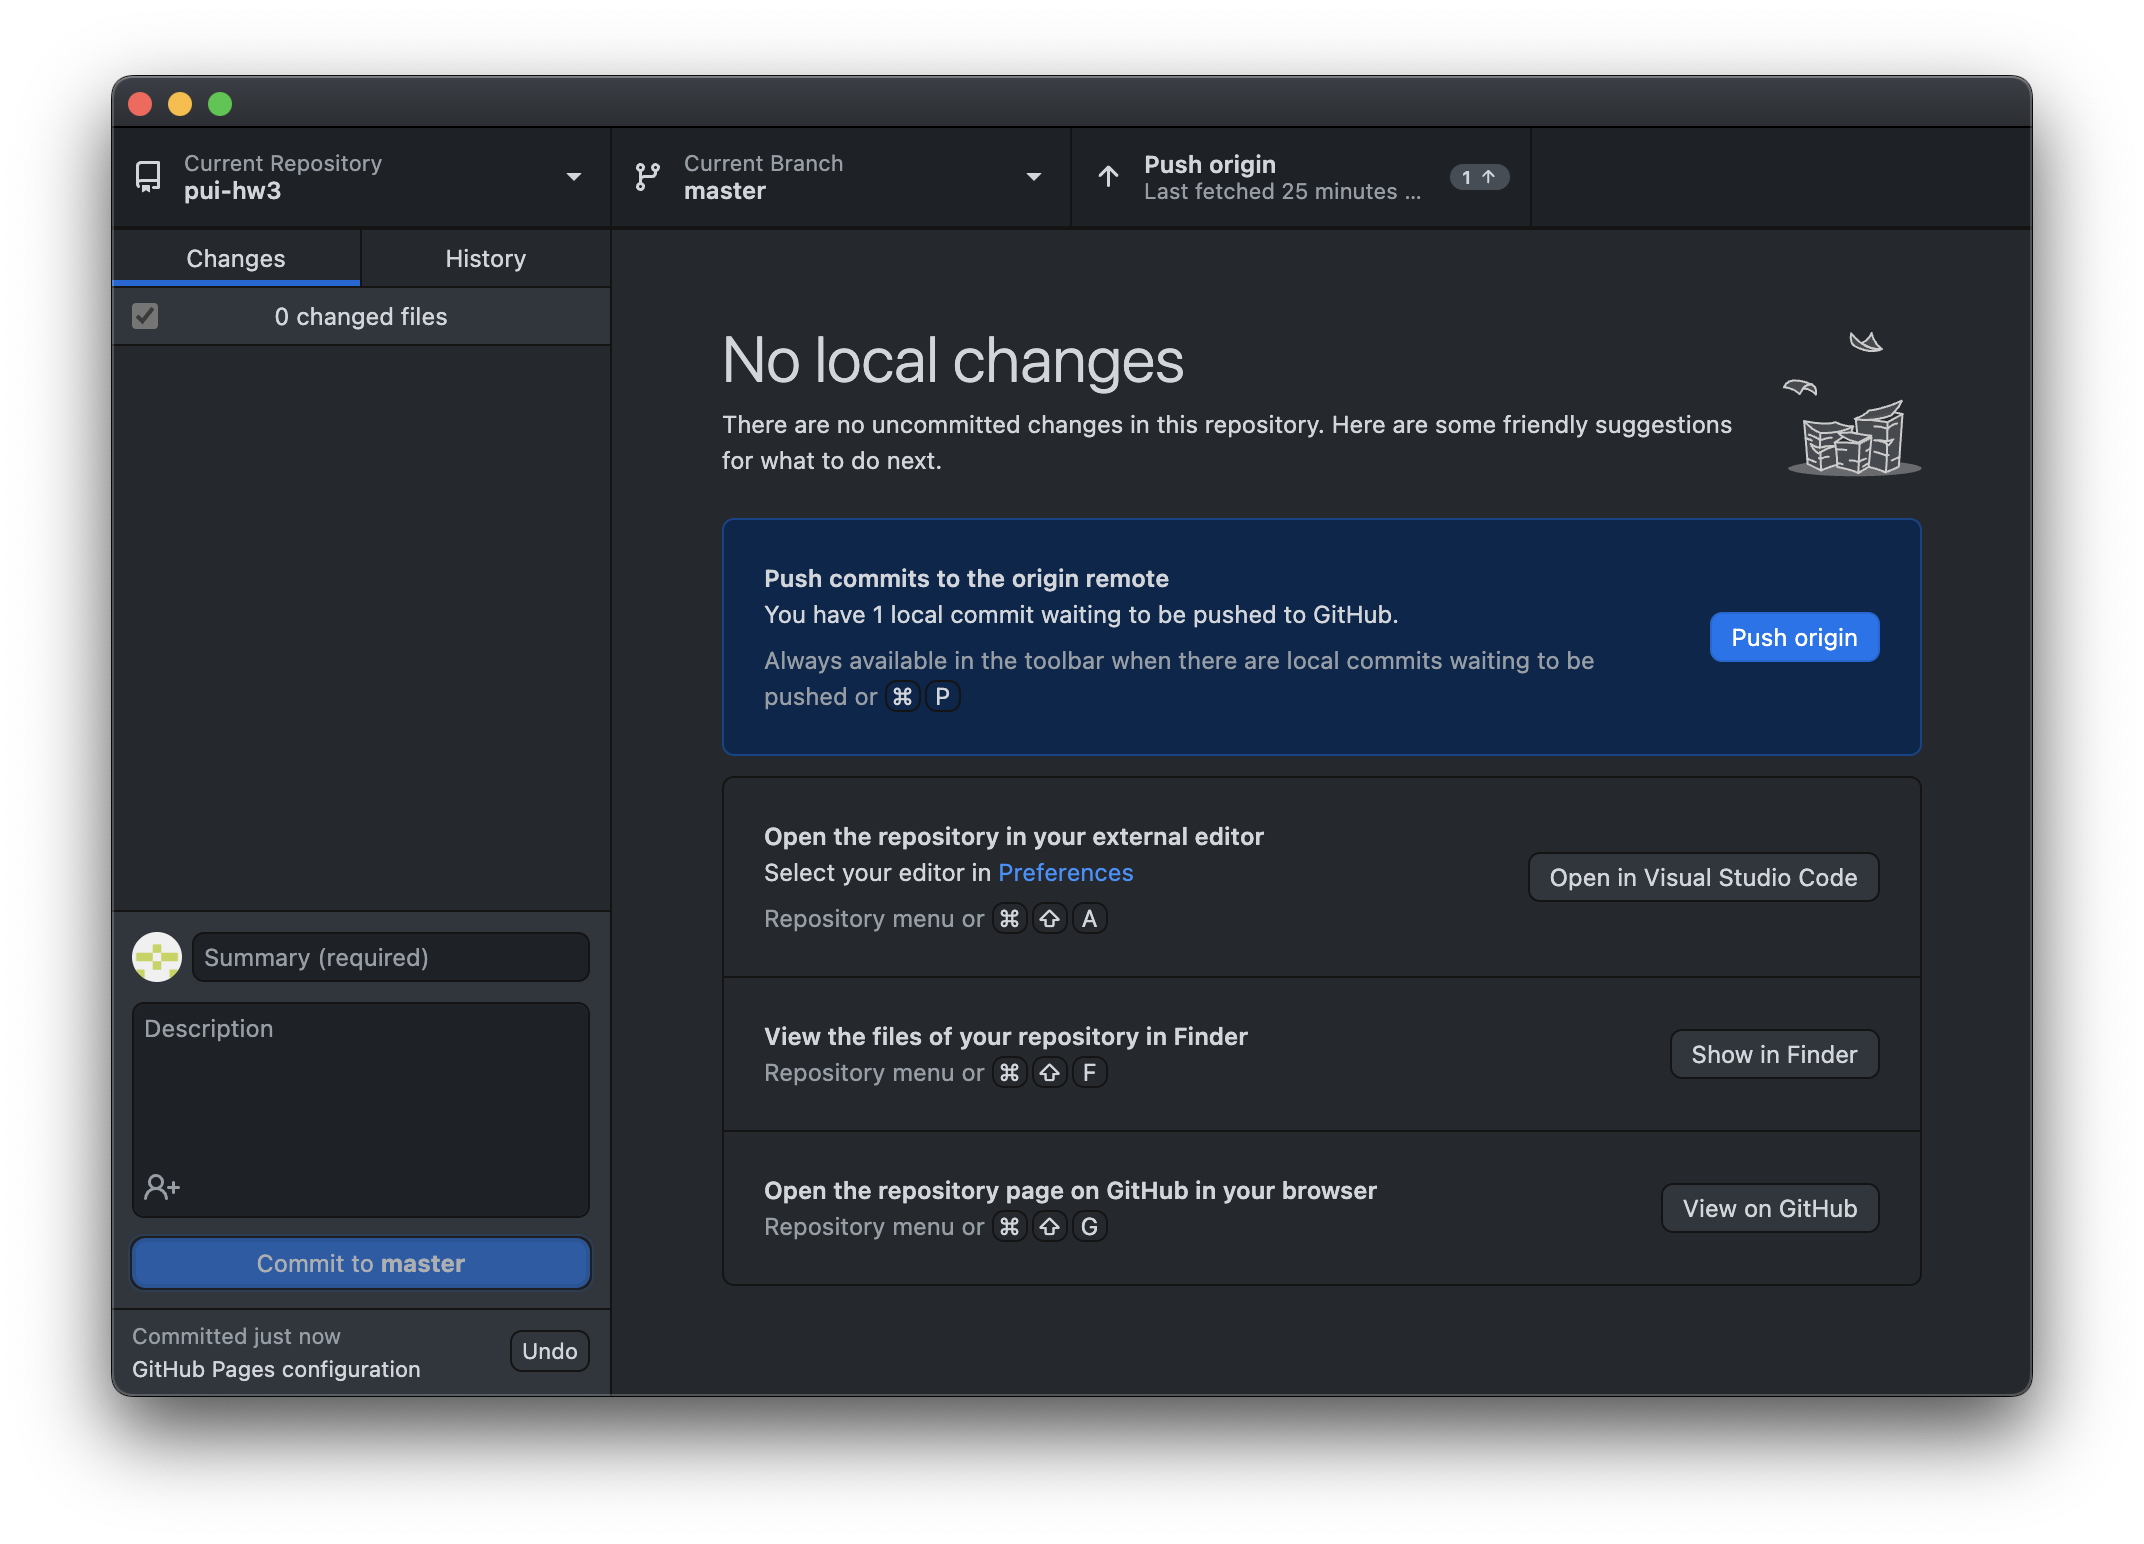 Current Repository
pui-hw3
Current Branch
master
Push origin
Last fetched 25 minutes ...
1 ↑
Changes
History
0 changed files
No local changes
There are no uncommitted changes in this repository. Here are some friendly suggestions
for what to do next.
Push commits to the origin remote
You have 1 local commit waiting to be pushed to GitHub.
Always available in the toolbar when there are local commits waiting to be
pushed or ⌘ P
Push origin
Open the repository in your external editor
Select your editor in Preferences
Repository menu or ⌘ ⇧ A
Open in Visual Studio Code
View the files of your repository in Finder
Repository menu or ⌘ ⇧ F
Show in Finder
Open the repository page on GitHub in your browser
Repository menu or ⌘ ⇧ G
View on GitHub
Summary (required)
Description
Commit to master
Committed just now
GitHub Pages configuration
Undo